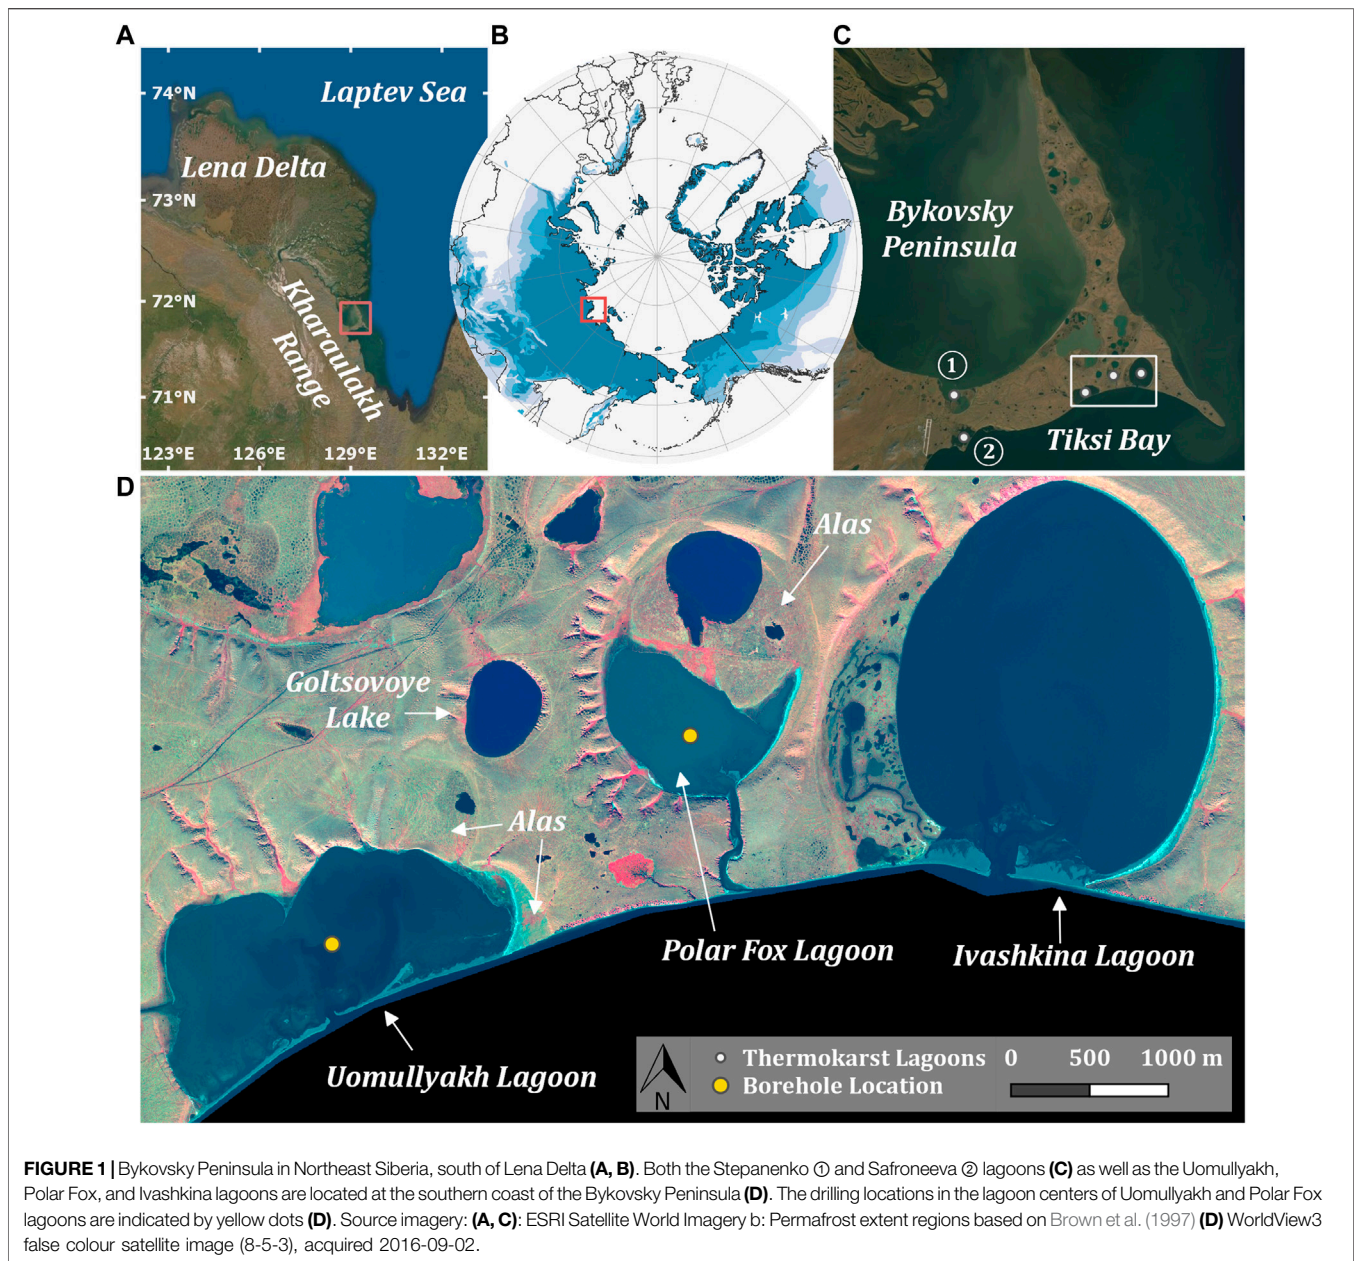 A
B
C
74°N
Laptev Sea
Lena Delta
73°N
72°N
Kharaulakh
Range
71°N
123°E 126°E 129°E 132°E
Bykovsky
Peninsula
①
②
Tiksi Bay
D
Alas
Goltsovoye
Lake
Alas
Polar Fox Lagoon
Ivashkina Lagoon
Uomullyakh Lagoon
N
Thermokarst Lagoons
Borehole Location
0 500 1000 m
FIGURE 1 | Bykovsky Peninsula in Northeast Siberia, south of Lena Delta (A, B). Both the Stepanenko ① and Safroneeva ② lagoons (C) as well as the Uomullyakh,
Polar Fox, and Ivashkina lagoons are located at the southern coast of the Bykovsky Peninsula (D). The drilling locations in the lagoon centers of Uomullyakh and Polar Fox
lagoons are indicated by yellow dots (D). Source imagery: (A, C): ESRI Satellite World Imagery b: Permafrost extent regions based on Brown et al. (1997) (D) WorldView3
false colour satellite image (8-5-3), acquired 2016-09-02.